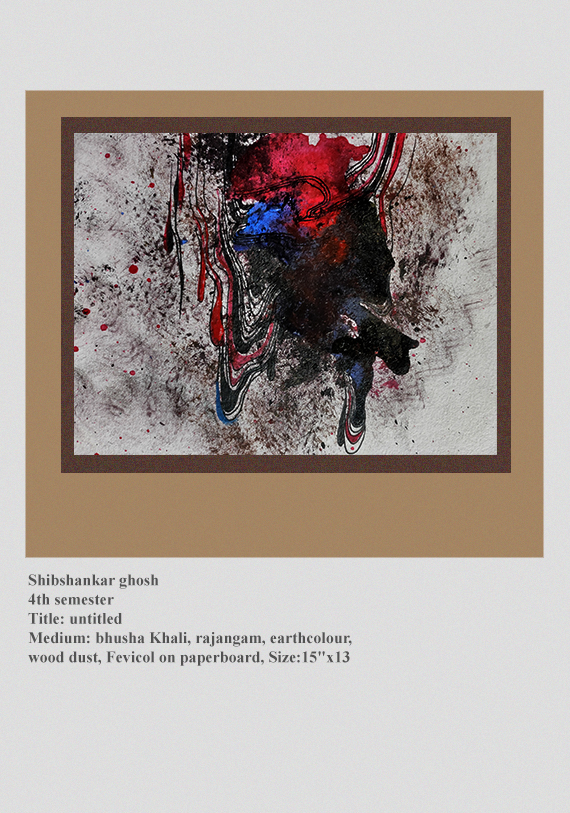 Shibshankar ghosh
4th semester
Title: untitled
Medium: bhusha Khali, rajangam, earthcolour,
wood dust, Fevicol on paperboard, Size:15"x13